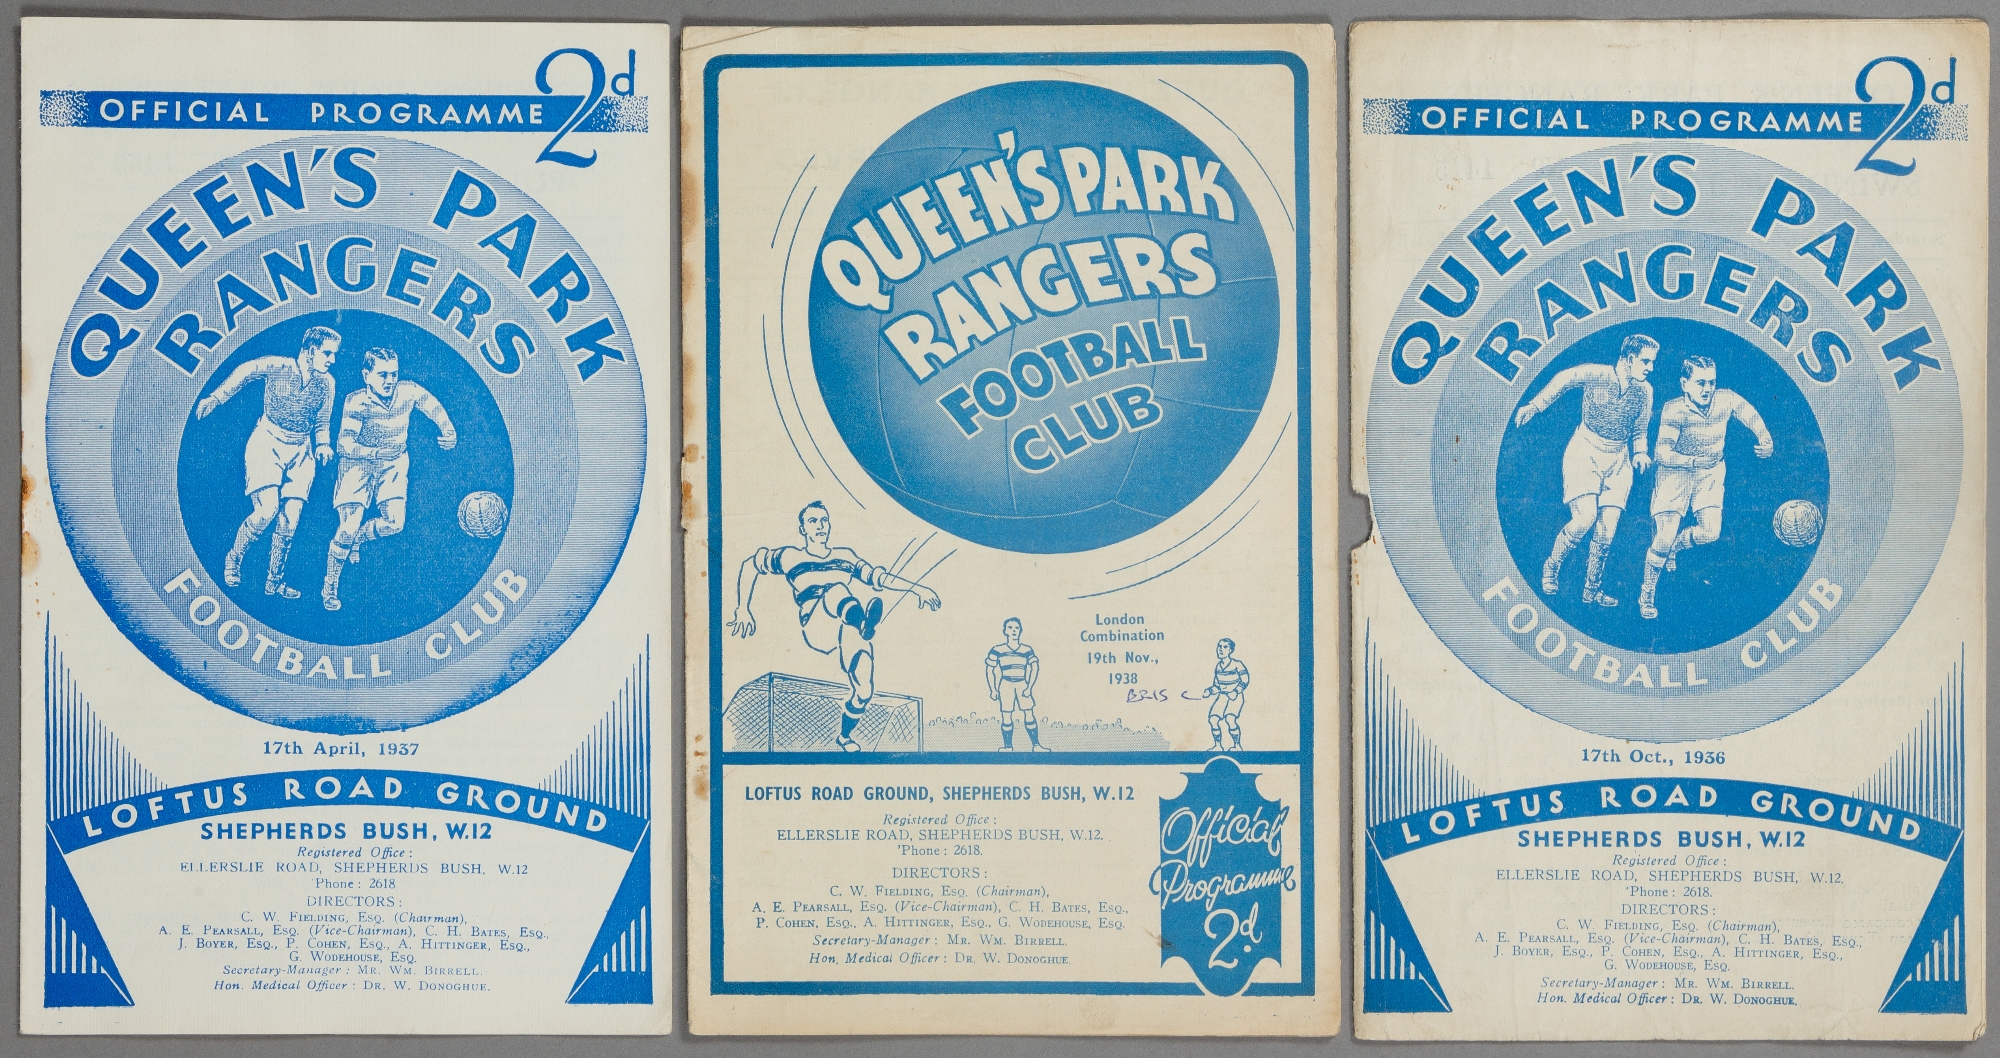 OFFICIAL PROGRAMME 2d
QUEEN'S PARK
RANGERS
FOOTBALL CLUB
17th April, 1937
LOFTUS ROAD GROUND
SHEPHERDS BUSH, W.12
Registered Office:
ELLERSLIE ROAD, SHEPHERDS BUSH, W.12
'Phone: 2618
DIRECTORS:
C. W. FIELDING, ESQ. (Chairman),
A. E. PEARSALL, ESQ. (Vice-Chairman), C. H. BATES, ESQ.,
J. BOYER, ESQ., P. COHEN, ESQ., A. HITTINGER, ESQ.,
G. WODEHOUSE, ESQ.
Secretary-Manager: MR. WM. BIRRELL.
Hon. Medical Officer: DR. W. DONOGHUE.
QUEEN'S PARK
RANGERS
FOOTBALL
CLUB
London
Combination
19th Nov.,
1938
BRIS C
LOFTUS ROAD GROUND, SHEPHERDS BUSH, W.12
Registered Office:
ELLERSLIE ROAD, SHEPHERDS BUSH, W.12.
'Phone: 2618.
DIRECTORS:
C. W. FIELDING, ESQ. (Chairman),
A. E. PEARSALL, ESQ. (Vice-Chairman), C. H. BATES, ESQ.,
P. COHEN, ESQ., A. HITTINGER, ESQ., G. WODEHOUSE, ESQ.
Secretary-Manager: MR. WM. BIRRELL.
Hon. Medical Officer: DR. W. DONOGHUE.
Official
Programme
2d.
OFFICIAL PROGRAMME 2d
QUEEN'S PARK
RANGERS
FOOTBALL CLUB
17th Oct., 1936
LOFTUS ROAD GROUND
SHEPHERDS BUSH, W.12
Registered Office:
ELLERSLIE ROAD, SHEPHERDS BUSH, W.12.
'Phone: 2618.
DIRECTORS:
C. W. FIELDING, ESQ. (Chairman),
A. E. PEARSALL, ESQ. (Vice-Chairman), C. H. BATES, ESQ.,
J. BOYER, ESQ., P. COHEN, ESQ., A. HITTINGER, ESQ.,
G. WODEHOUSE, ESQ.
Secretary-Manager: MR. WM. BIRRELL.
Hon. Medical Officer: DR. W. DONOGHUE.